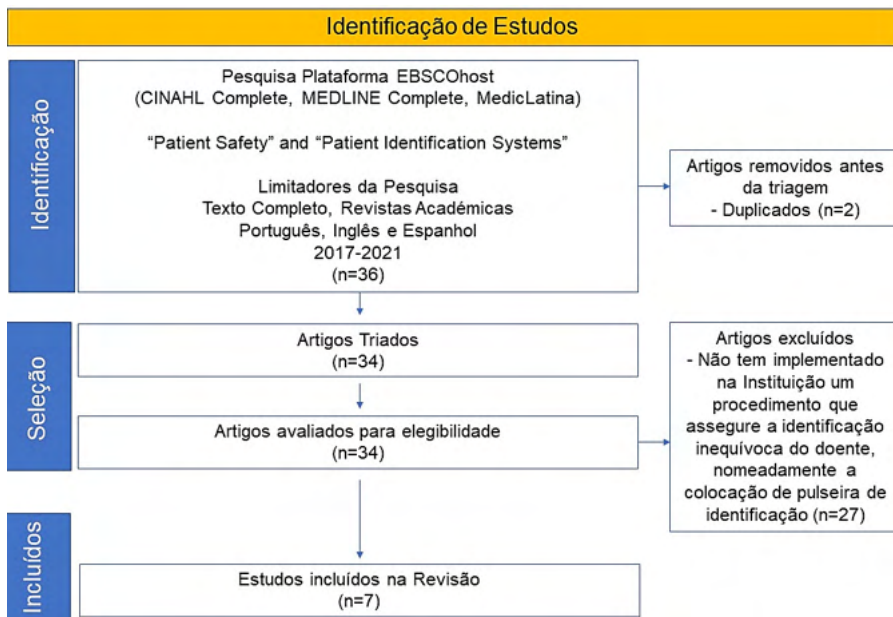 Identificação de Estudos
Identificação
Pesquisa Plataforma EBSCOhost
(CINAHL Complete, MEDLINE Complete, MedicLatina)
“Patient Safety” and “Patient Identification Systems”
Limitadores da Pesquisa
Texto Completo, Revistas Académicas
Português, Inglês e Espanhol
2017-2021
(n=36)
Artigos removidos antes
da triagem
- Duplicados (n=2)
Seleção
Artigos Triados
(n=34)
Artigos avaliados para elegibilidade
(n=34)
Artigos excluídos
- Não tem implementado
na Instituição um
procedimento que
assegure a identificação
inequívoca do doente,
nomeadamente a
colocação de pulseira de
identificação (n=27)
Incluídos
Estudos incluídos na Revisão
(n=7)